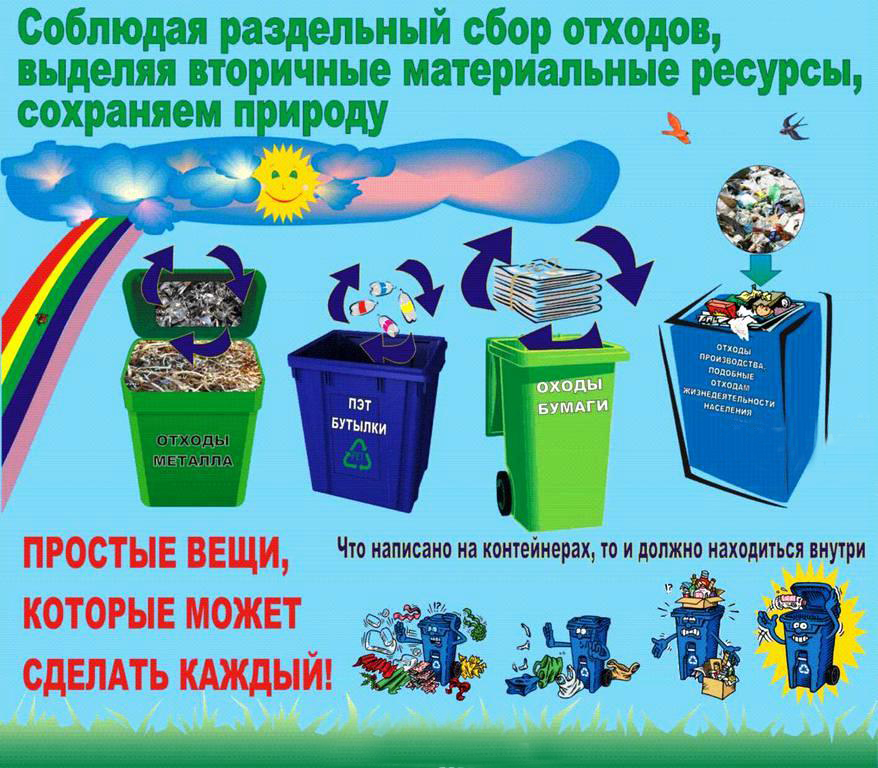 Соблюдая раздельный сбор отходов,
выделяя вторичные материальные ресурсы,
сохраняем природу
ОТХОДЫ
МЕТАЛЛА
ПЭТ
БУТЫЛКИ
PET
ОХОДЫ
БУМАГИ
ОТХОДЫ
ПРОИЗВОДСТВА.
ПОДОБНЫЕ
ОТХОДАМ
ЖИЗНЕДЕЯТЕЛЬНОСТИ
НАСЕЛЕНИЯ
ПРОСТЫЕ ВЕЩИ,
КОТОРЫЕ МОЖЕТ
СДЕЛАТЬ КАЖДЫЙ!
Что написано на контейнерах, то и должно находиться внутри
!?
!?